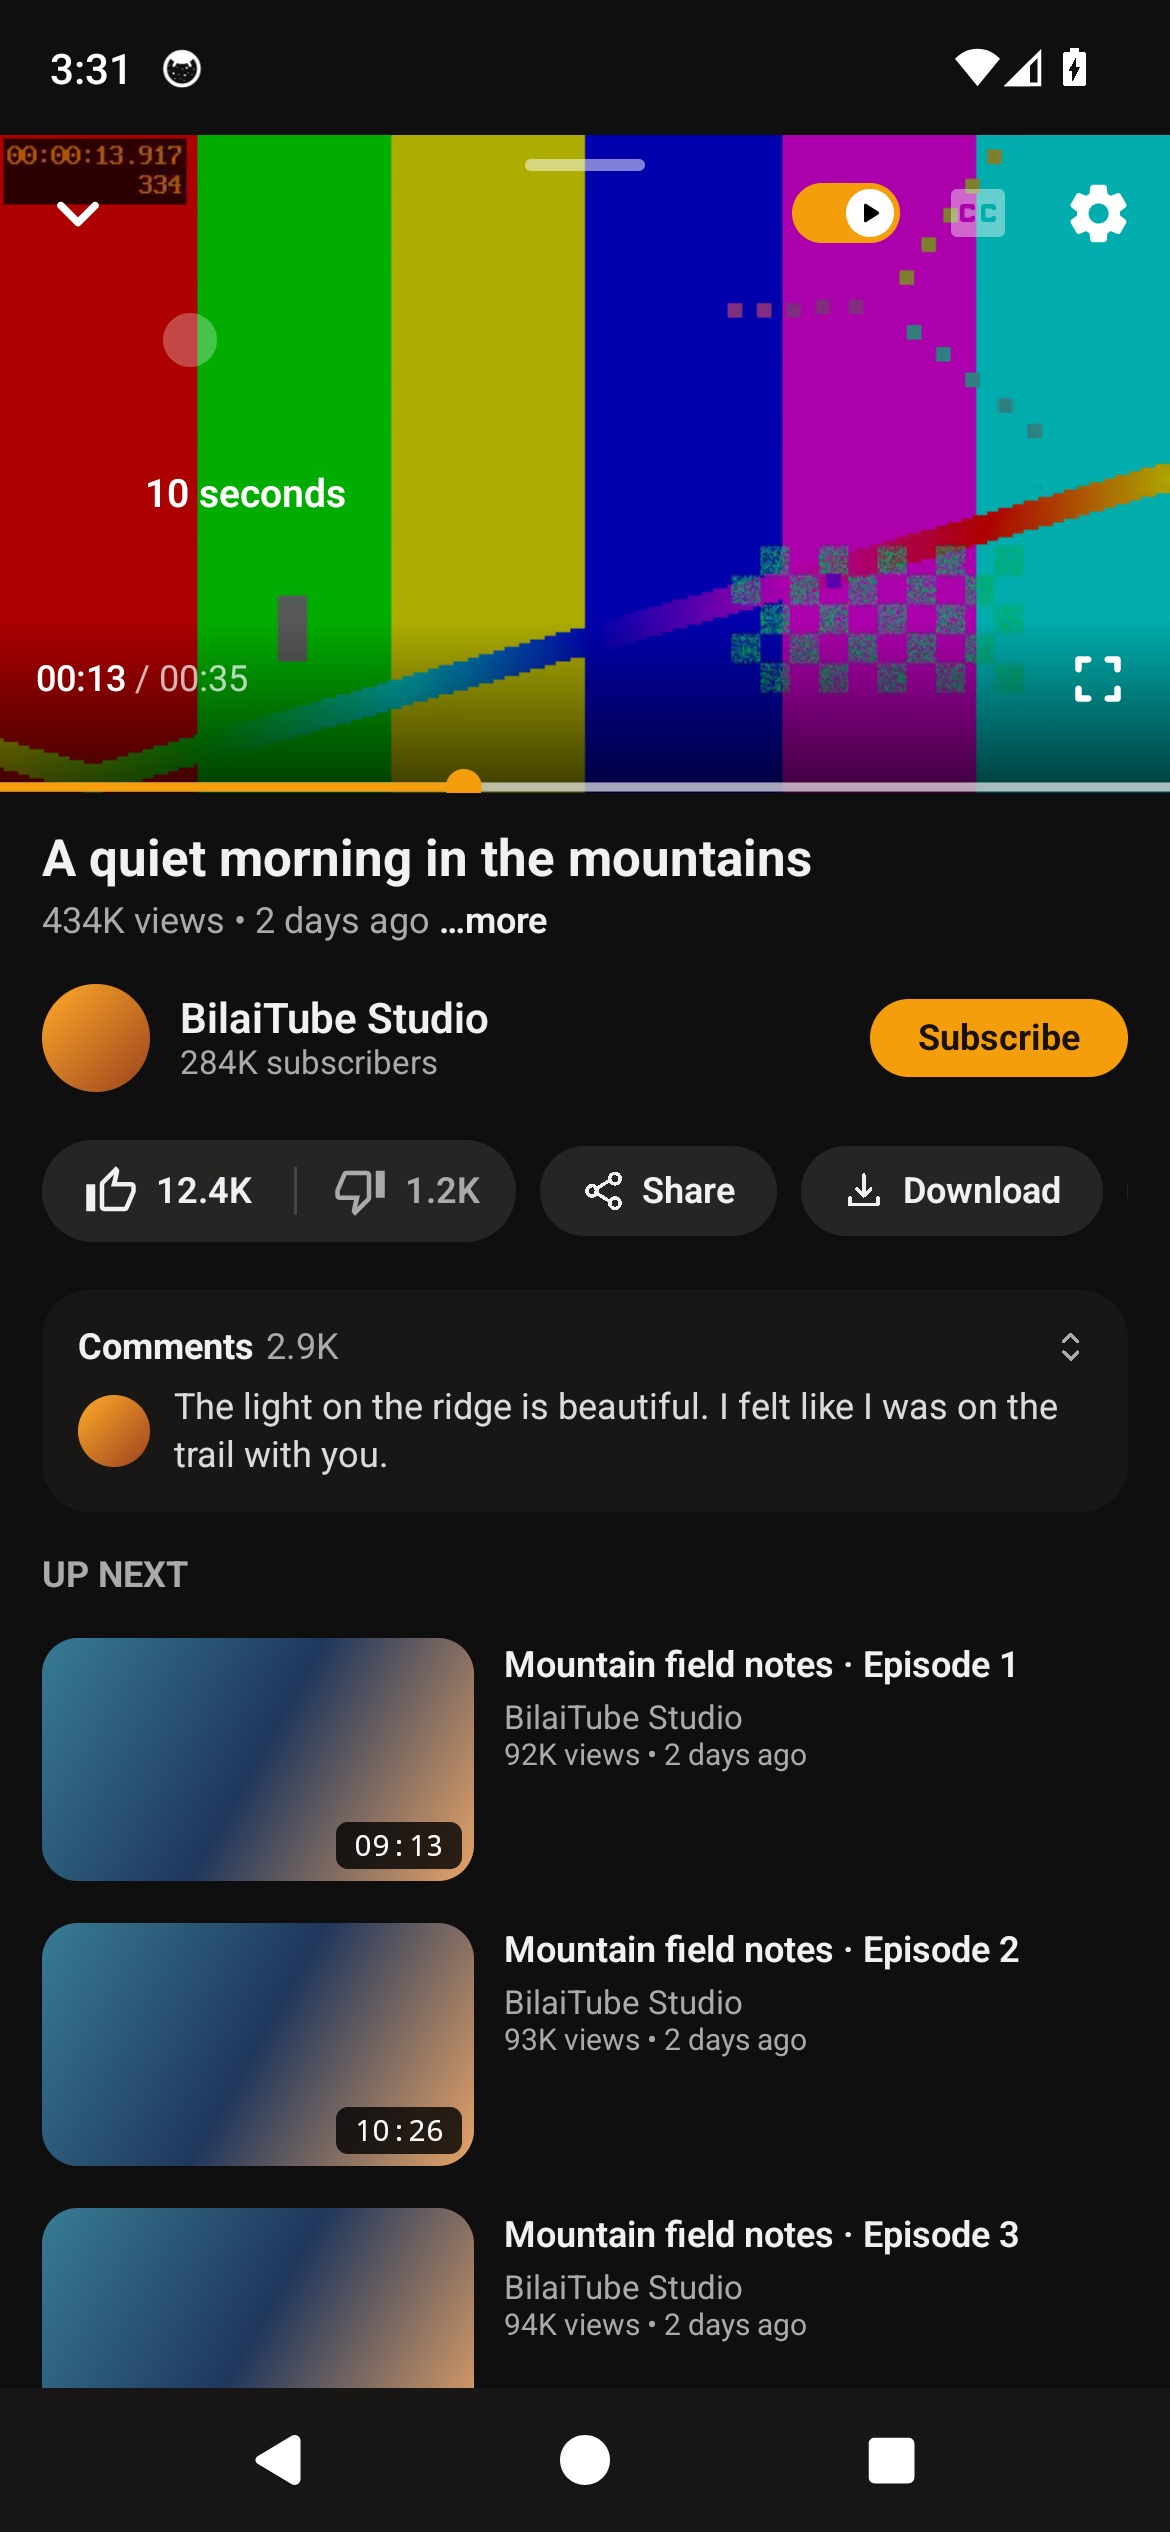 3:31
00:00:13.917
334
CC
10 seconds
00:13 / 00:35
A quiet morning in the mountains
434K views • 2 days ago ...more
BilaiTube Studio
284K subscribers
Subscribe
12.4K
1.2K
Share
Download
Comments 2.9K
The light on the ridge is beautiful. I felt like I was on the
trail with you.
UP NEXT
Mountain field notes · Episode 1
BilaiTube Studio
92K views • 2 days ago
09:13
Mountain field notes · Episode 2
BilaiTube Studio
93K views • 2 days ago
10:26
Mountain field notes · Episode 3
BilaiTube Studio
94K views • 2 days ago